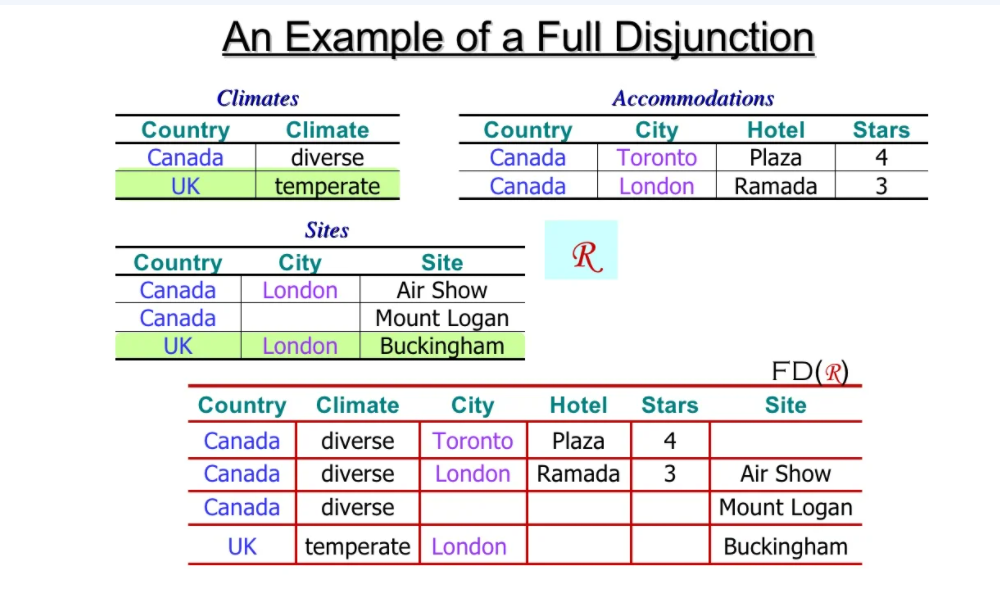 An Example of a Full Disjunction
Climates
Country Climate
Canada diverse
UK temperate
Accommodations
Country City Hotel Stars
Canada Toronto Plaza 4
Canada London Ramada 3
Sites
Country City Site
Canada London Air Show
Canada Mount Logan
UK London Buckingham
R
FD(R)
Country Climate City Hotel Stars Site
Canada diverse Toronto Plaza 4
Canada diverse London Ramada 3 Air Show
Canada diverse Mount Logan
UK temperate London Buckingham